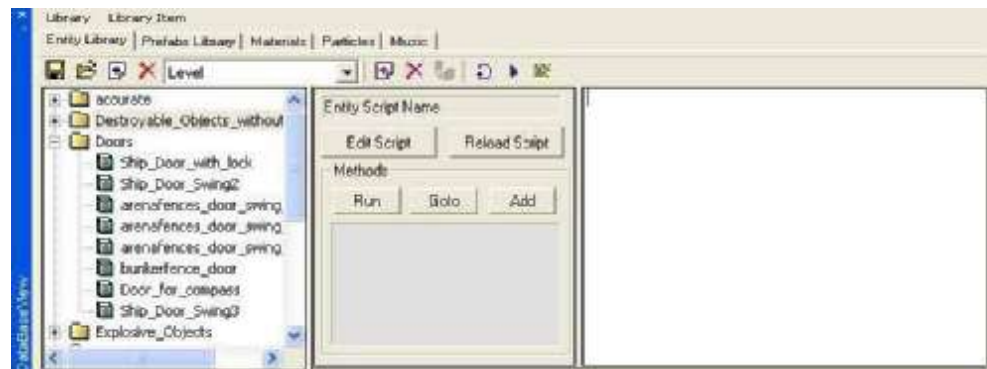 Library Library Item
Entity Library Prefabs Library Materials Particles Music
Level
accurate
Destroyable_Objects_without
Doors
Ship_Door_with_lock
Ship_Door_Swing2
arenafences_door_swing
arenafences_door_swing
arenafences_door_swing
bunkerfence_door
Door_for_compass
Ship_Door_Swing3
Explosive_Objects
Entity Script Name
Edit Script Reload Script
Methods
Run Goto Add
DataBaseView